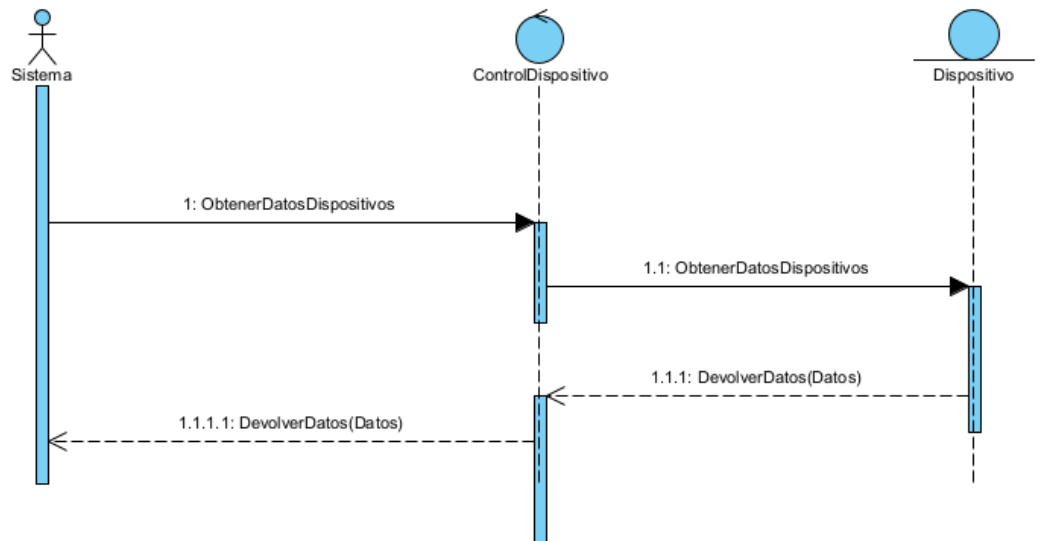 Sistema
ControlDispositivo
Dispositivo
1: ObtenerDatosDispositivos
1.1: ObtenerDatosDispositivos
1.1.1: DevolverDatos(Datos)
1.1.1.1: DevolverDatos(Datos)